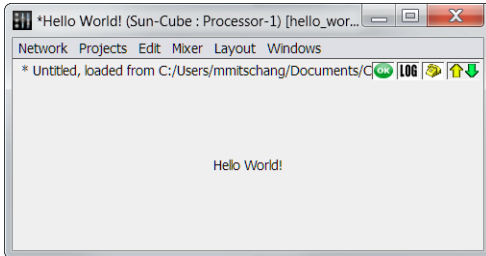 *Hello World! (Sun-Cube : Processor-1) [hello_wor...
Network Projects Edit Mixer Layout Windows
* Untitled, loaded from C:/Users/mmitschang/Documents/C OK LOG
Hello World!